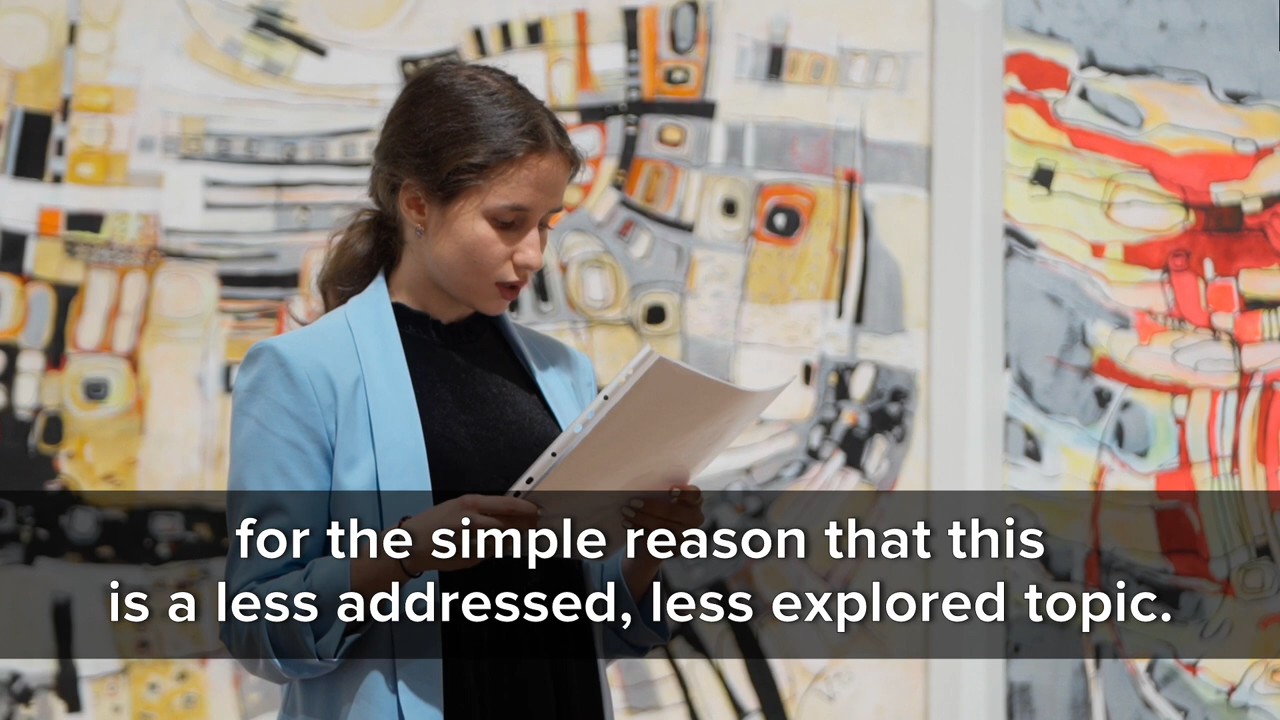 for the simple reason that this
is a less addressed, less explored topic.